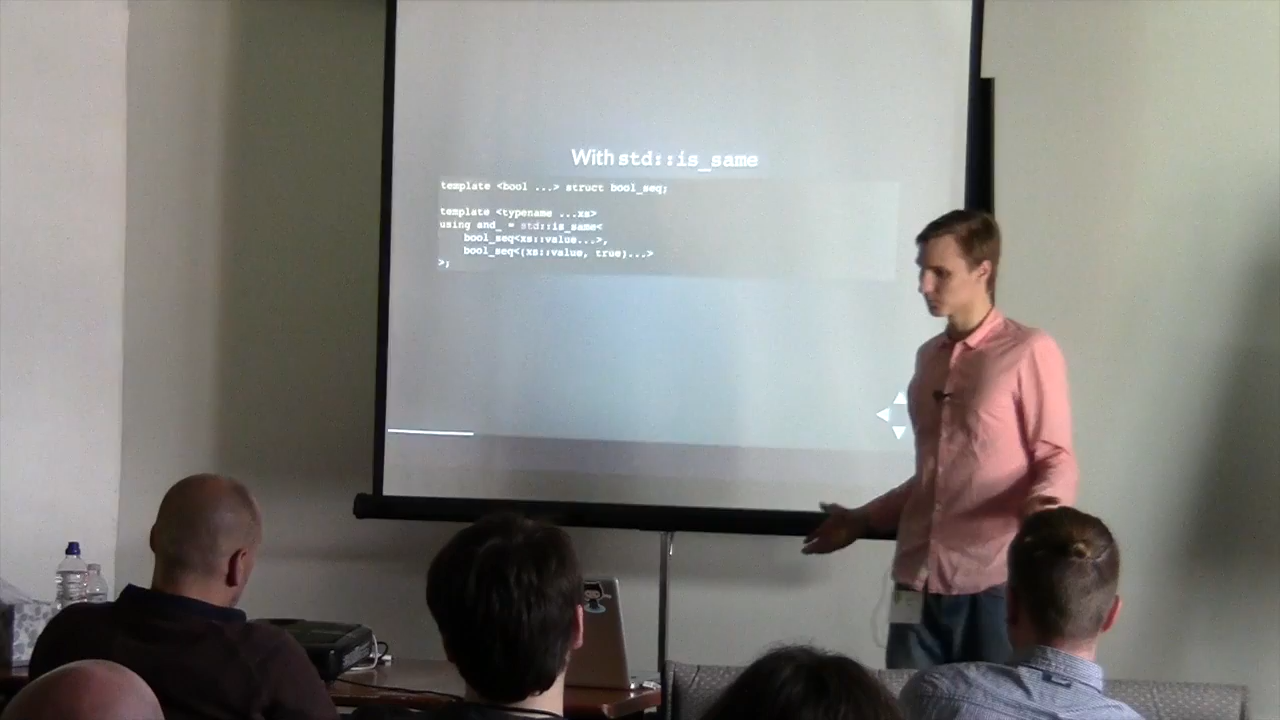 With std::is_same
template <bool ...> struct bool_seq;
template <typename ...xs>
using and_ = std::is_same<
bool_seq<xs::value...>,
bool_seq<(xs::value, true)...>
>;